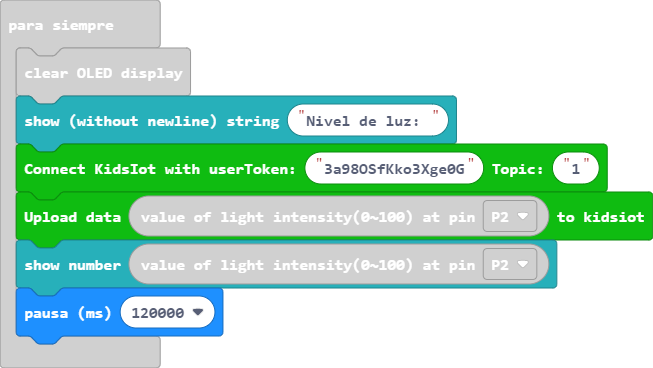 para siempre
clear OLED display
show (without newline) string "Nivel de luz: "
Connect KidsIot with userToken: "3a98OSfKko3Xge0G" Topic: "1"
Upload data value of light intensity(0~100) at pin P2 to kidsiot
show number value of light intensity(0~100) at pin P2
pausa (ms) 120000